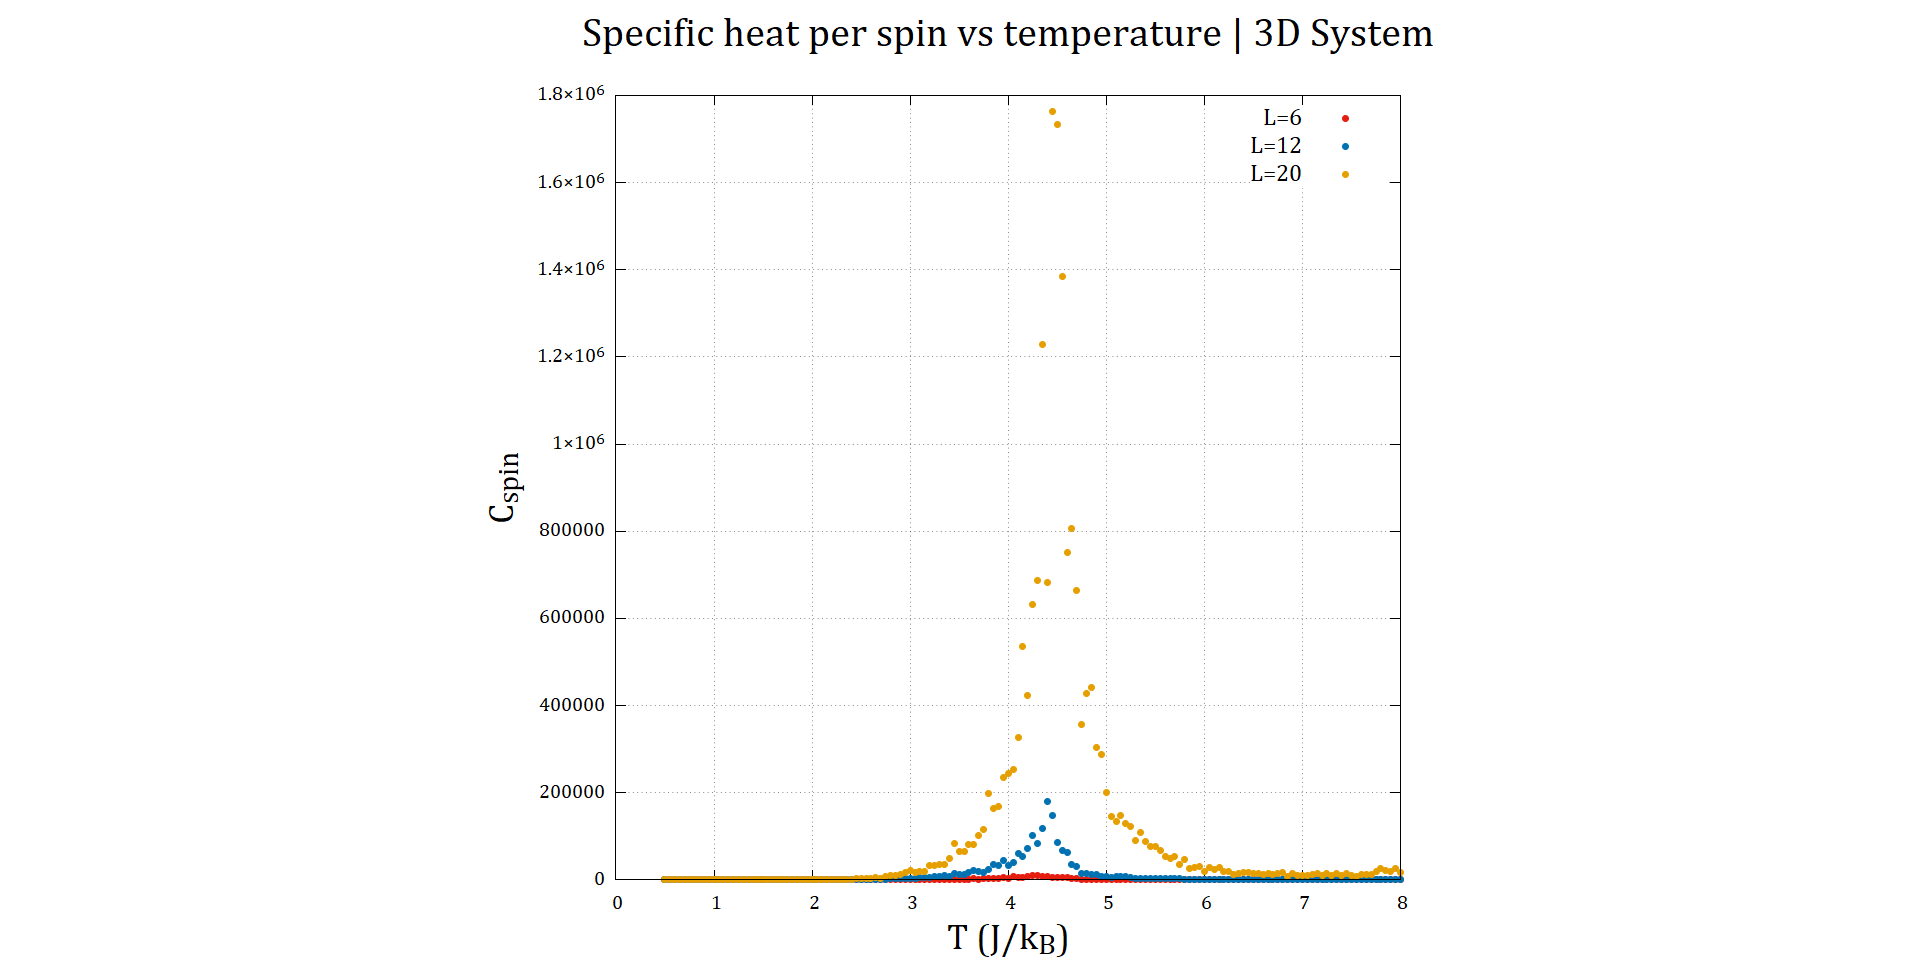 Specific heat per spin vs temperature | 3D System
1.8×10⁶
1.6×10⁶
1.4×10⁶
1.2×10⁶
1×10⁶
800000
600000
400000
200000
0
L=6
L=12
L=20
Cspin
0 1 2 3 4 5 6 7 8
T (J/kB)